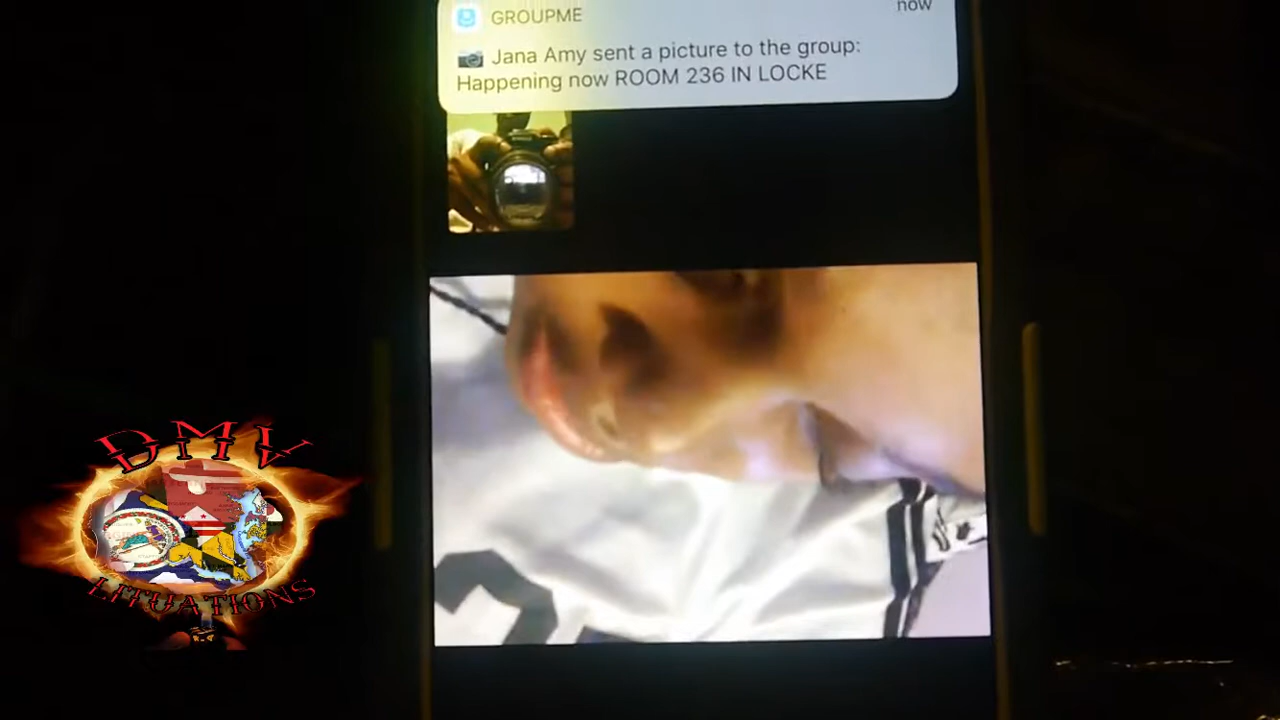 GROUPME
now
Jana Amy sent a picture to the group:
Happening now ROOM 236 IN LOCKE
DMV
LITUATIONS